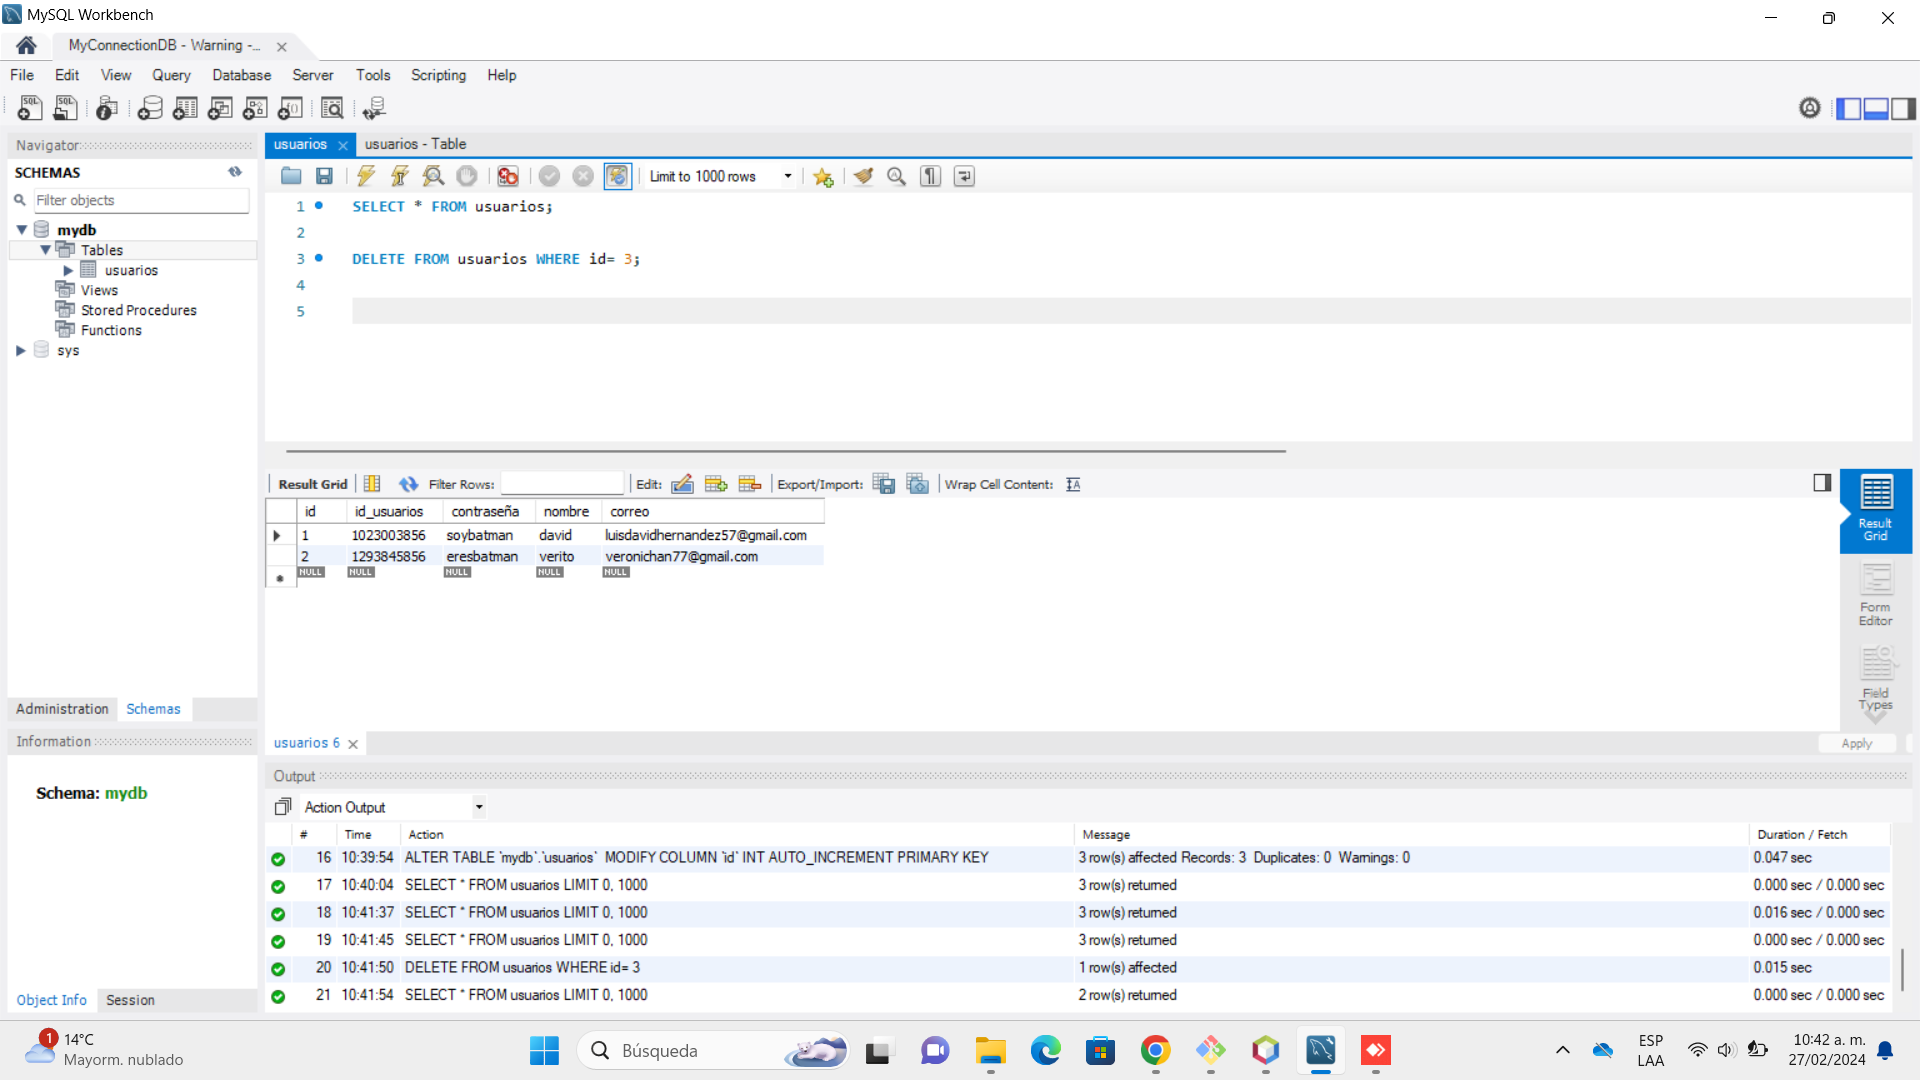 MySQL Workbench
MyConnectionDB - Warning -...
File Edit View Query Database Server Tools Scripting Help
Navigator
SCHEMAS
Filter objects
mydb
Tables
usuarios
Views
Stored Procedures
Functions
sys
Administration Schemas
Information
Schema: mydb
Object Info Session
usuarios
usuarios - Table
Limit to 1000 rows
1 SELECT * FROM usuarios;
2
3 DELETE FROM usuarios WHERE id= 3;
4
5
Result Grid Filter Rows: Edit: Export/Import: Wrap Cell Content:
id id_usuarios contraseña nombre correo
1 1023003856 soybatman david luisdavidhernandez57@gmail.com
2 1293845856 eresbatman verito veronichan77@gmail.com
NULL NULL NULL NULL NULL
Result
Grid
Form
Editor
Field
Types
usuarios 6
Apply
Output
Action Output
# Time Action Message Duration / Fetch
16 10:39:54 ALTER TABLE `mydb`.`usuarios` MODIFY COLUMN `id` INT AUTO_INCREMENT PRIMARY KEY 3 row(s) affected Records: 3 Duplicates: 0 Warnings: 0 0.047 sec
17 10:40:04 SELECT * FROM usuarios LIMIT 0, 1000 3 row(s) returned 0.000 sec / 0.000 sec
18 10:41:37 SELECT * FROM usuarios LIMIT 0, 1000 3 row(s) returned 0.016 sec / 0.000 sec
19 10:41:45 SELECT * FROM usuarios LIMIT 0, 1000 3 row(s) returned 0.000 sec / 0.000 sec
20 10:41:50 DELETE FROM usuarios WHERE id= 3 1 row(s) affected 0.015 sec
21 10:41:54 SELECT * FROM usuarios LIMIT 0, 1000 2 row(s) returned 0.000 sec / 0.000 sec
1
14°C
Mayorm. nublado
Búsqueda
ESP
LAA
10:42 a. m.
27/02/2024